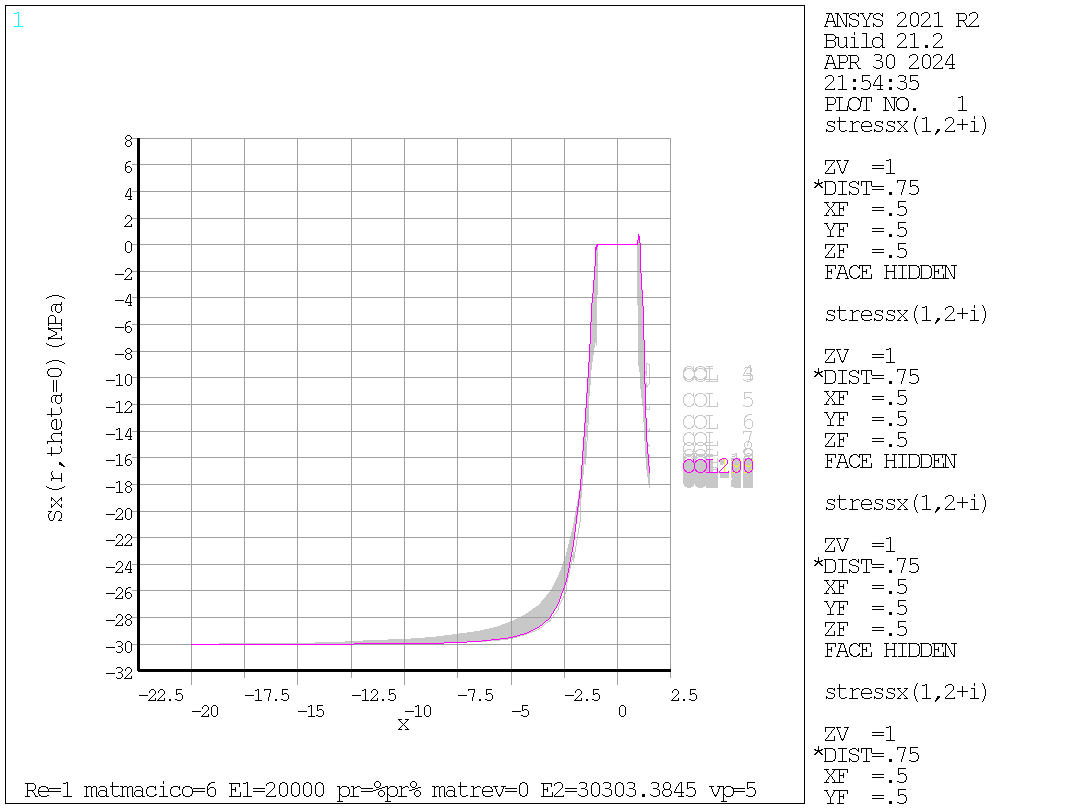 1
ANSYS 2021 R2
Build 21.2
APR 30 2024
21:54:35
PLOT NO. 1
stressx(1,2+i)
ZV =1
*DIST=.75
XF =.5
YF =.5
ZF =.5
FACE HIDDEN
stressx(1,2+i)
ZV =1
*DIST=.75
XF =.5
YF =.5
ZF =.5
FACE HIDDEN
stressx(1,2+i)
ZV =1
*DIST=.75
XF =.5
YF =.5
ZF =.5
FACE HIDDEN
stressx(1,2+i)
ZV =1
*DIST=.75
XF =.5
YF =.5
Sx(r,theta=0)(MPa)
8
6
4
2
0
-2
-4
-6
-8
-10
-12
-14
-16
-18
-20
-22
-24
-26
-28
-30
-32
COL
COL 5
COL 6
COL 7
COL200
-22.5 -17.5 -12.5 -7.5 -2.5 2.5
-20 -15 -10 -5 0
X
Re=1 matmacico=6 E1=20000 pr=%pr% matrev=0 E2=30303.3845 vp=5